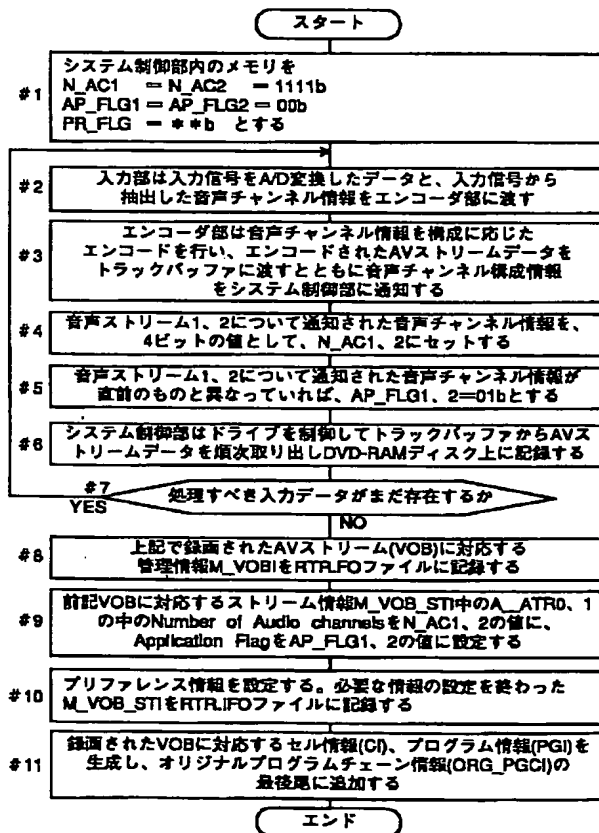 スタート
#1
システム制御部内のメモリを
N_AC1 = N_AC2 = 1111b
AP_FLG1 = AP_FLG2 = 00b
PR_FLG = **b とする
#2
入力部は入力信号をA/D変換したデータと、入力信号から
抽出した音声チャンネル情報をエンコーダ部に渡す
#3
エンコーダ部は音声チャンネル情報を構成に応じた
エンコードを行い、エンコードされたAVストリームデータを
トラックバッファに渡すとともに音声チャンネル構成情報
をシステム制御部に通知する
#4
音声ストリーム1、2について通知された音声チャンネル情報を、
4ビットの値として、N_AC1、2にセットする
#5
音声ストリーム1、2について通知された音声チャンネル情報が
直前のものと異なっていれば、AP_FLG1、2=01bとする
#6
システム制御部はドライブを制御してトラックバッファからAVス
トリームデータを順次取り出しDVD-RAMディスク上に記録する
#7
処理すべき入力データがまだ存在するか
YES
NO
#8
上記で録画されたAVストリーム(VOB)に対応する
管理情報M_VOBIをRTR.IFOファイルに記録する
#9
前記VOBに対応するストリーム情報M_VOB_STI中のA_ATR0、1
の中のNumber of Audio channelsをN_AC1、2の値に、
Application FlagをAP_FLG1、2の値に設定する
#10
プリファレンス情報を設定する。必要な情報の設定を終わった
M_VOB_STIをRTR.IFOファイルに記録する
#11
録画されたVOBに対応するセル情報(CI)、プログラム情報(PGI)を
生成し、オリジナルプログラムチェーン情報(ORG_PGCI)の
最後尾に追加する
エンド